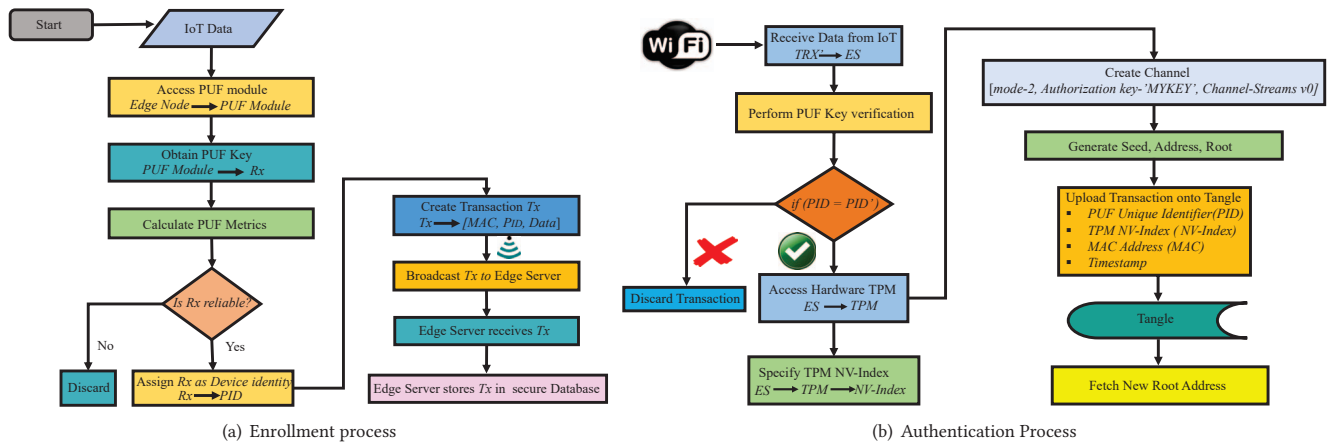 Start
IoT Data
Access PUF module
Edge Node PUF Module
Obtain PUF Key
PUF Module Rx
Calculate PUF Metrics
Is Rx reliable?
No
Yes
Discard
Assign Rx as Device identity
Rx PID
Create Transaction Tx
Tx [MAC, PID, Data]
Broadcast Tx to Edge Server
Edge Server receives Tx
Edge Server stores Tx in secure Database
(a) Enrollment process
WiFi
Receive Data from IoT
TRX' ES
Perform PUF Key verification
if (PID = PID')
Discard Transaction
Access Hardware TPM
ES TPM
Specify TPM NV-Index
ES TPM NV-Index
Create Channel
[mode-2, Authorization key-'MYKEY', Channel-Streams v0]
Generate Seed, Address, Root
Upload Transaction onto Tangle
▪ PUF Unique Identifier(PID)
▪ TPM NV-Index ( NV-Index)
▪ MAC Address (MAC)
▪ Timestamp
Tangle
Fetch New Root Address
(b) Authentication Process